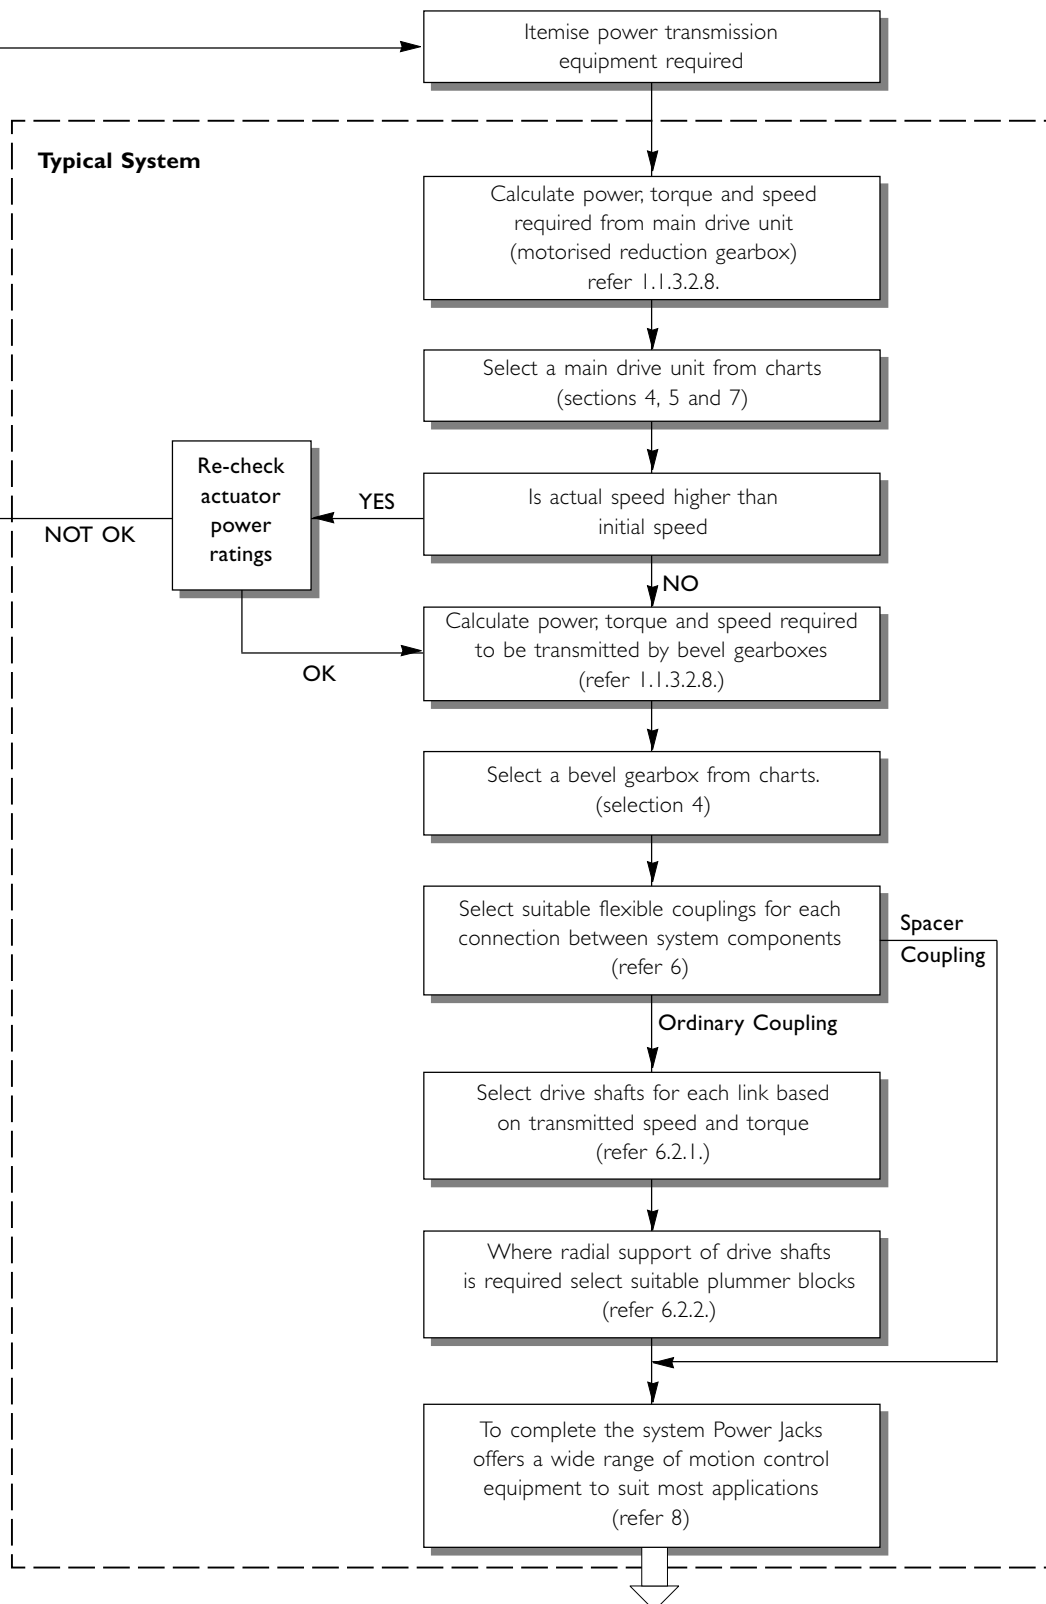 Itemise power transmission
equipment required
Typical System
Calculate power, torque and speed
required from main drive unit
(motorised reduction gearbox)
refer 1.1.3.2.8.
Select a main drive unit from charts
(sections 4, 5 and 7)
Re-check
actuator
power
ratings
YES
Is actual speed higher than
initial speed
NOT OK
NO
Calculate power, torque and speed required
to be transmitted by bevel gearboxes
(refer 1.1.3.2.8.)
OK
Select a bevel gearbox from charts.
(selection 4)
Select suitable flexible couplings for each
connection between system components
(refer 6)
Spacer
Coupling
Ordinary Coupling
Select drive shafts for each link based
on transmitted speed and torque
(refer 6.2.1.)
Where radial support of drive shafts
is required select suitable plummer blocks
(refer 6.2.2.)
To complete the system Power Jacks
offers a wide range of motion control
equipment to suit most applications
(refer 8)